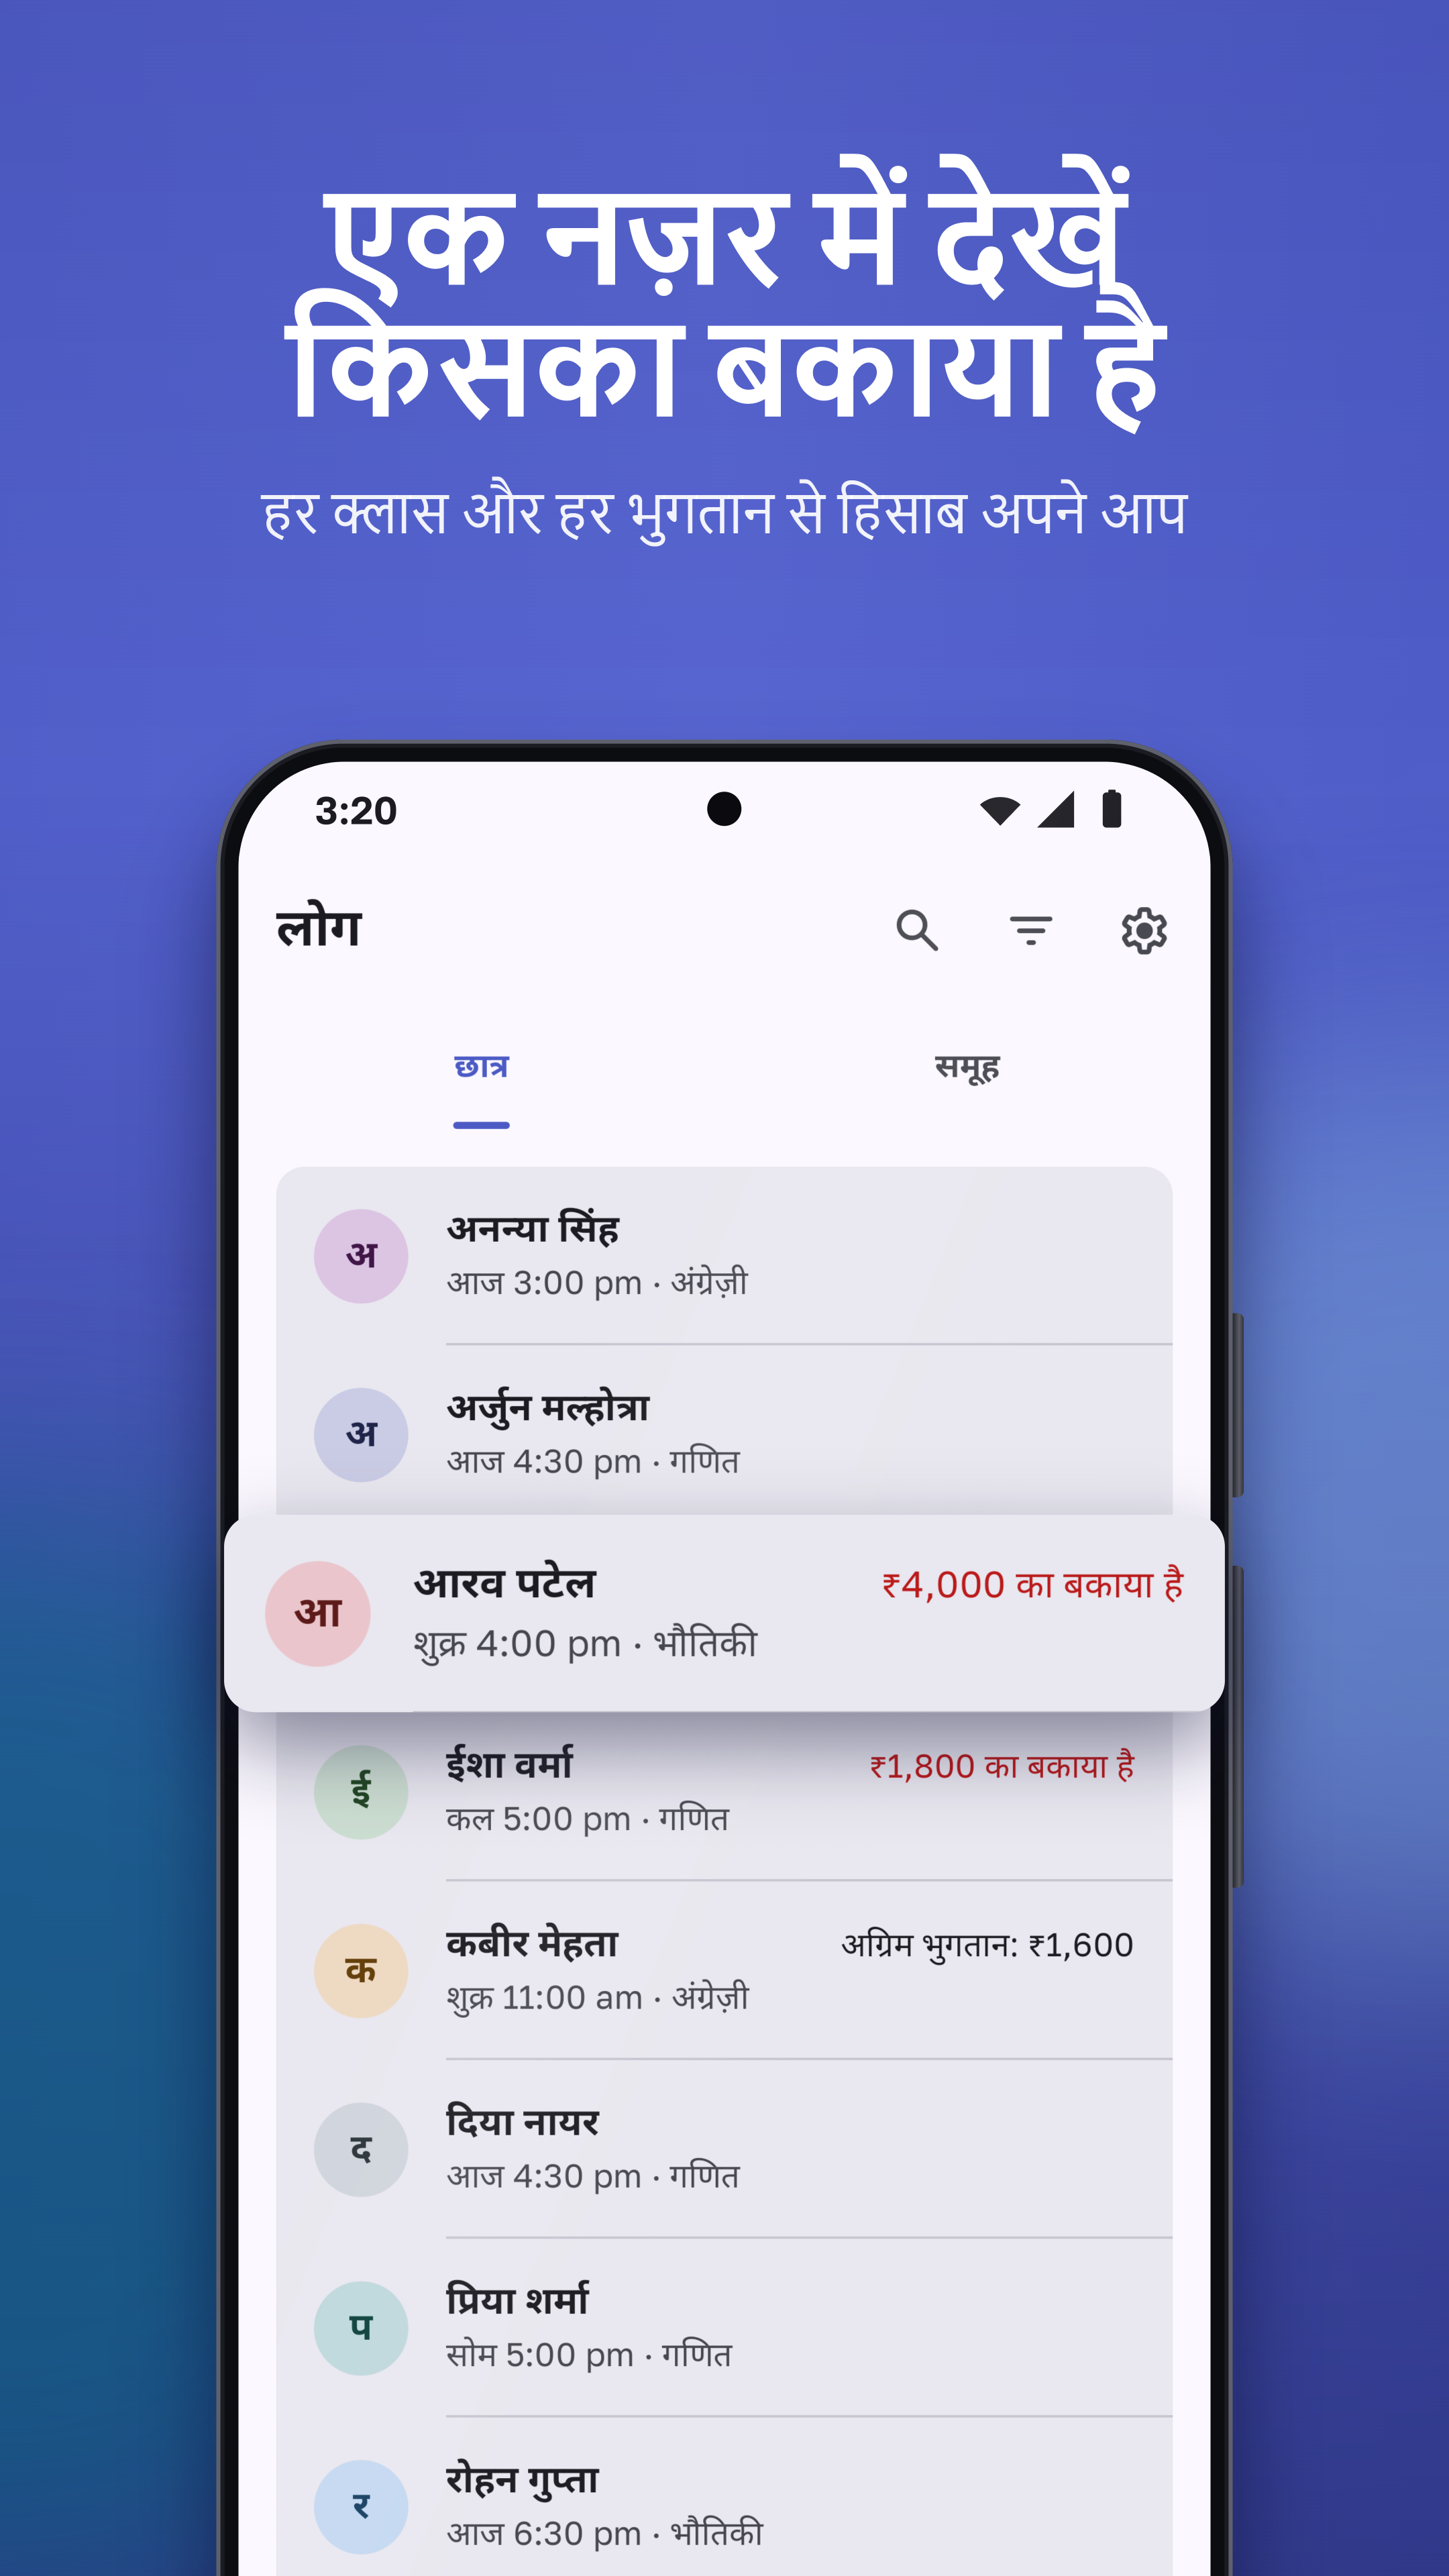 एक नज़र में देखें
किसका बकाया है
हर क्लास और हर भुगतान से हिसाब अपने आप
3:20
लोग
छात्र
समूह
अ
अनन्या सिंह
आज 3:00 pm · अंग्रेज़ी
अ
अर्जुन मल्होत्रा
आज 4:30 pm · गणित
आ
आरव पटेल
₹4,000 का बकाया है
शुक्र 4:00 pm · भौतिकी
ई
ईशा वर्मा
₹1,800 का बकाया है
कल 5:00 pm · गणित
क
कबीर मेहता
अग्रिम भुगतान: ₹1,600
शुक्र 11:00 am · अंग्रेज़ी
द
दिया नायर
आज 4:30 pm · गणित
प
प्रिया शर्मा
सोम 5:00 pm · गणित
र
रोहन गुप्ता
आज 6:30 pm · भौतिकी